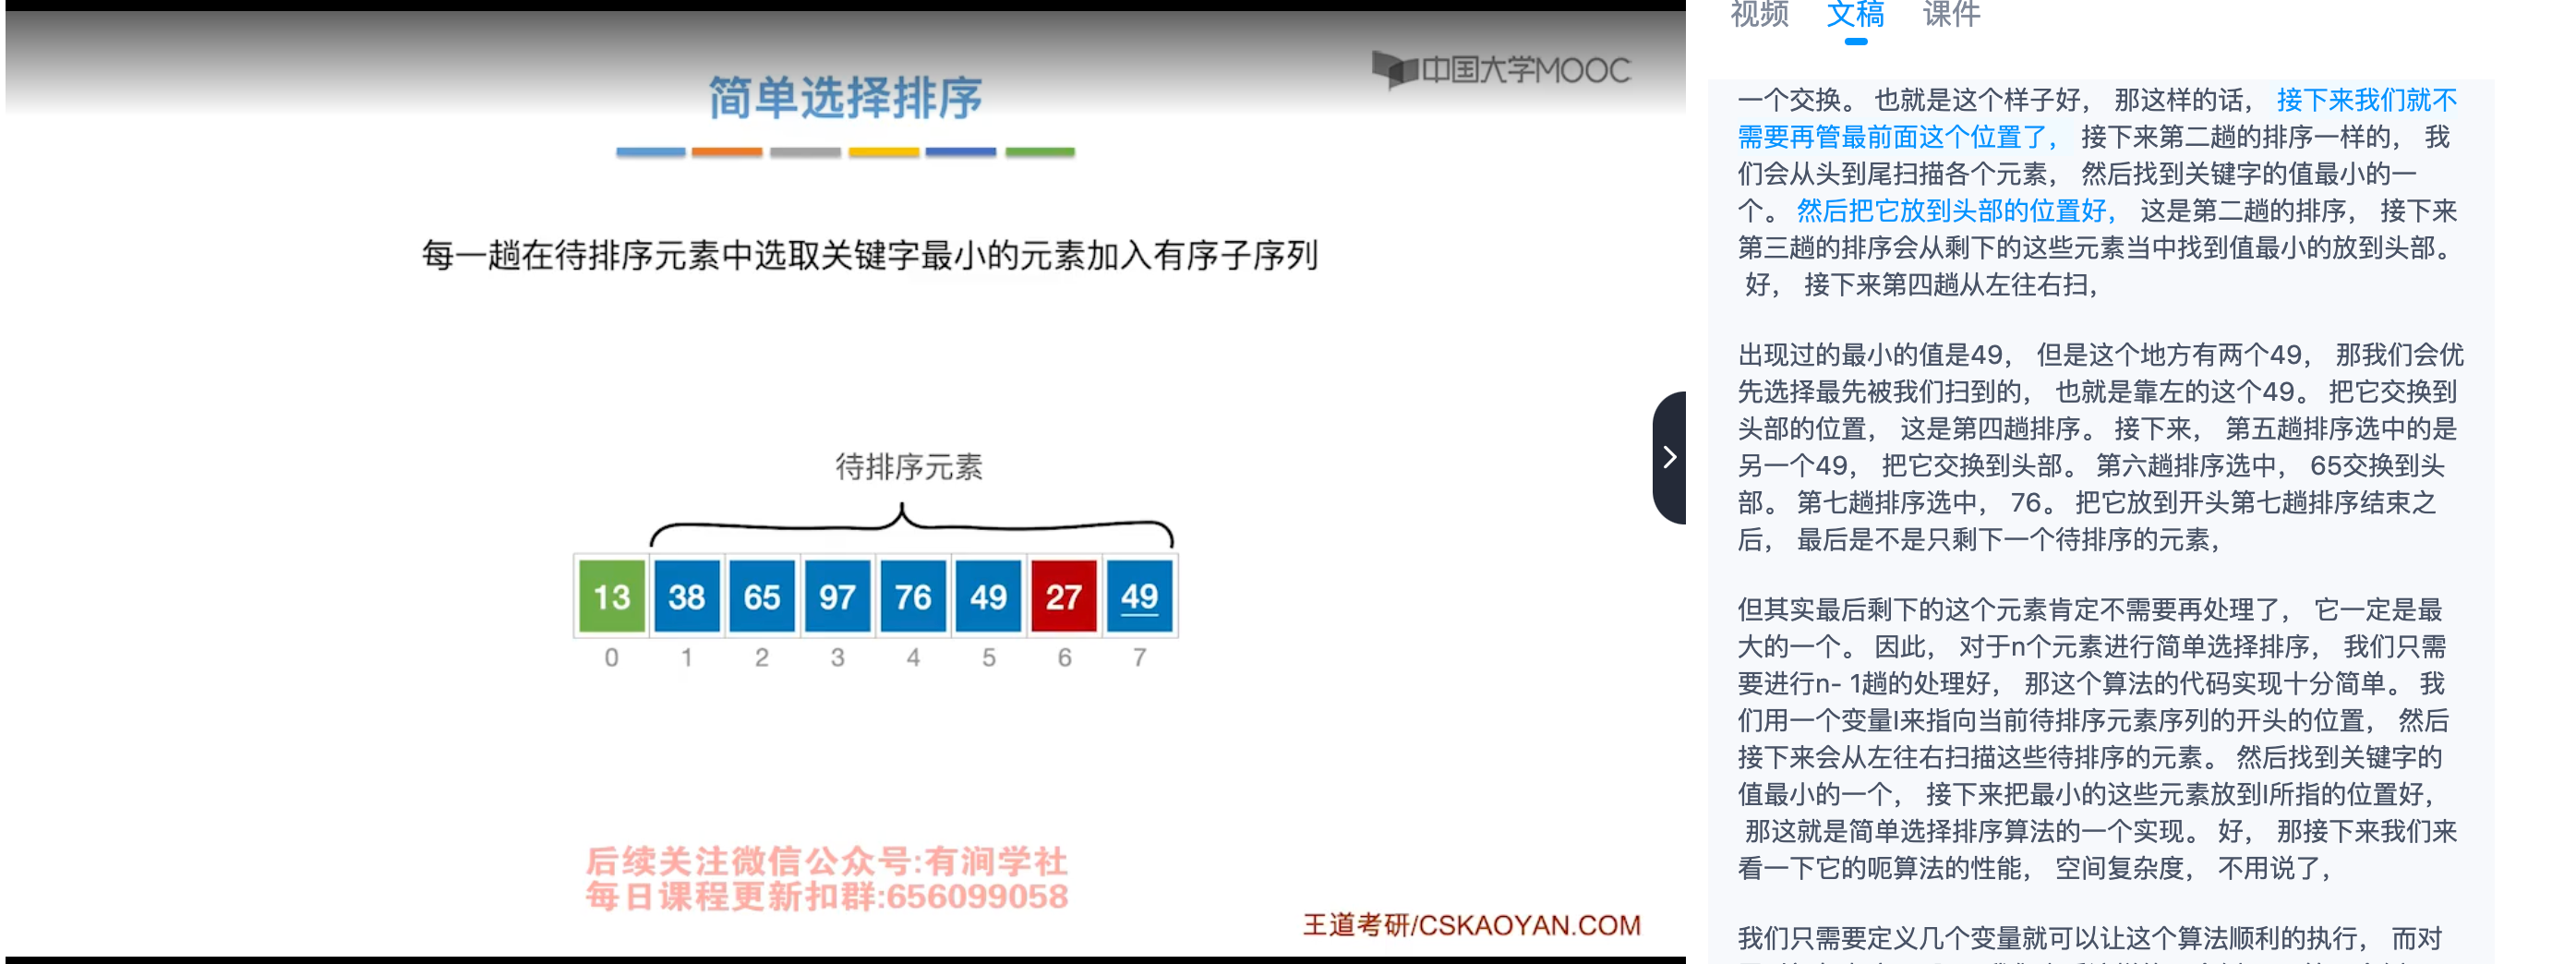 中国大学MOOC
简单选择排序
每一趟在待排序元素中选取关键字最小的元素加入有序子序列
待排序元素
13 38 65 97 76 49 27 49
0 1 2 3 4 5 6 7
后续关注微信公众号:有涧学社
每日课程更新扣群:656099058
王道考研/CSKAOYAN.COM
视频 文稿 课件
一个交换。 也就是这个样子好， 那这样的话， 接下来我们就不
需要再管最前面这个位置了， 接下来第二趟的排序一样的， 我
们会从头到尾扫描各个元素， 然后找到关键字的值最小的一
个。 然后把它放到头部的位置好， 这是第二趟的排序， 接下来
第三趟的排序会从剩下的这些元素当中找到值最小的放到头部。
好， 接下来第四趟从左往右扫，
出现过的最小的值是49， 但是这个地方有两个49， 那我们会优
先选择最先被我们扫到的， 也就是靠左的这个49。 把它交换到
头部的位置， 这是第四趟排序。 接下来， 第五趟排序选中的是
另一个49， 把它交换到头部。 第六趟排序选中， 65交换到头
部。 第七趟排序选中， 76。 把它放到开头第七趟排序结束之
后， 最后是不是只剩下一个待排序的元素，
但其实最后剩下的这个元素肯定不需要再处理了， 它一定是最
大的一个。 因此， 对于n个元素进行简单选择排序， 我们只需
要进行n- 1趟的处理好， 那这个算法的代码实现十分简单。 我
们用一个变量I来指向当前待排序元素序列的开头的位置， 然后
接下来会从左往右扫描这些待排序的元素。 然后找到关键字的
值最小的一个， 接下来把最小的这些元素放到I所指的位置好，
那这就是简单选择排序算法的一个实现。 好， 那接下来我们来
看一下它的呃算法的性能， 空间复杂度， 不用说了，
我们只需要定义几个变量就可以让这个算法顺利的执行， 而对